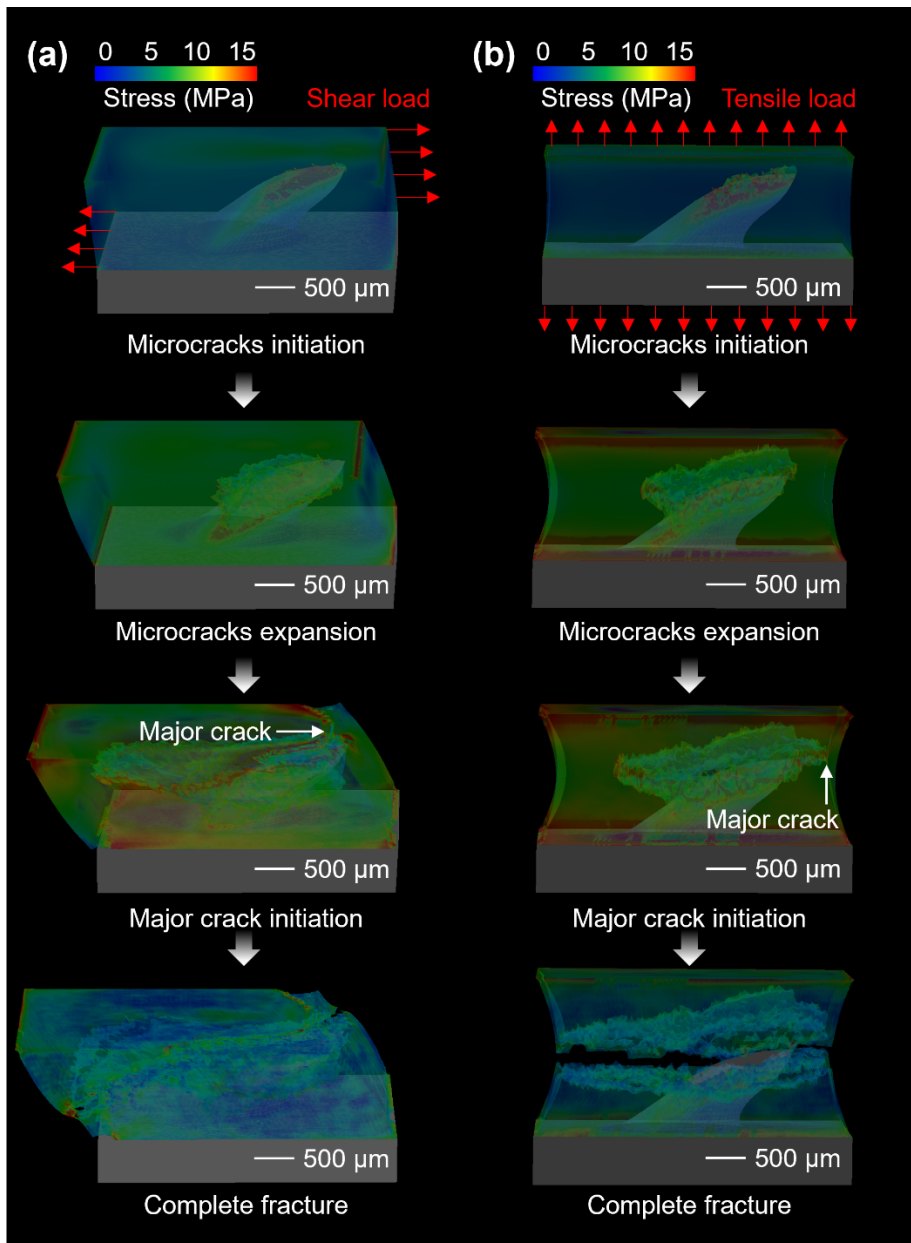 (a)
0 5 10 15
Stress (MPa)
Shear load
500 µm
Microcracks initiation
500 µm
Microcracks expansion
Major crack
500 µm
Major crack initiation
500 µm
Complete fracture
(b)
0 5 10 15
Stress (MPa)
Tensile load
500 µm
Microcracks initiation
500 µm
Microcracks expansion
Major crack
500 µm
Major crack initiation
500 µm
Complete fracture